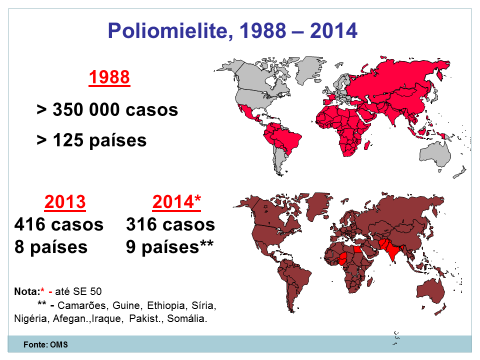 Poliomielite, 1988 – 2014
1988
> 350 000 casos
> 125 países
2013
416 casos
8 países
2014*
316 casos
9 países**
Nota:* - até SE 50
** - Camarões, Guine, Ethiopia, Síria,
Nigéria, Afegan.,Iraque, Pakist., Somália.
Fonte: OMS